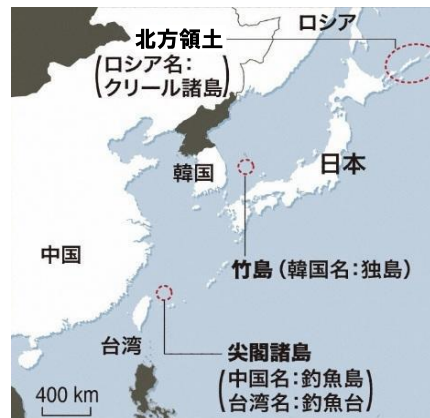 ロシア
北方領土
(ロシア名:
クリール諸島)
日本
韓国
中国
竹島(韓国名:独島)
台湾
尖閣諸島
(中国名:釣魚島
台湾名:釣魚台)
400 km